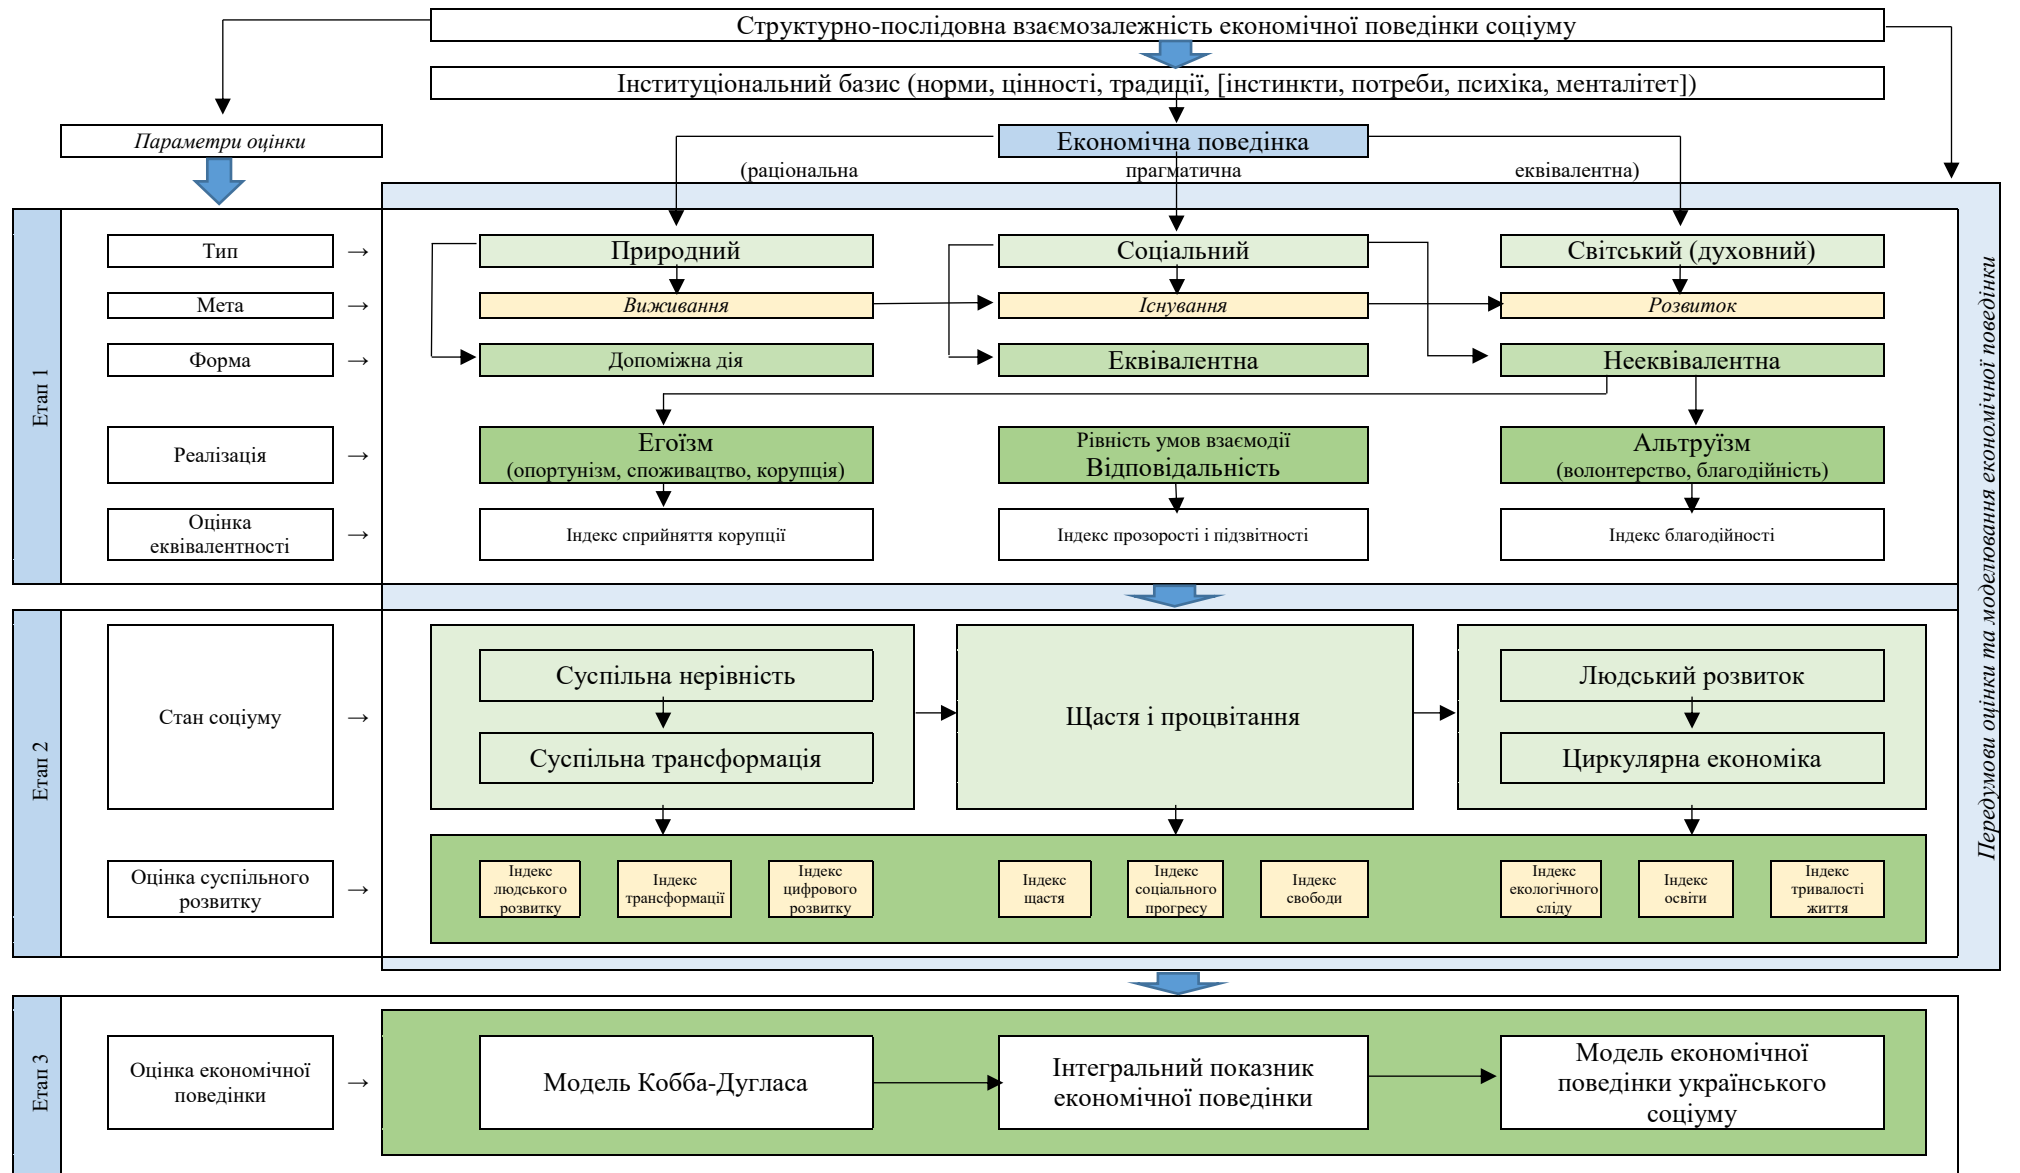 Структурно-послідовна взаємозалежність економічної поведінки соціуму
Інституціональний базис (норми, цінності, традиції, [інстинкти, потреби, психіка, менталітет])
Параметри оцінки
Економічна поведінка
(раціональна прагматична еквівалентна)
Передумови оцінки та моделювання економічної поведінки
Етап 1
Тип
→
Природний
Соціальний
Світський (духовний)
Мета
→
Виживання
Існування
Розвиток
Форма
→
Допоміжна дія
Еквівалентна
Нееквівалентна
Реалізація
→
Егоїзм
(опортунізм, споживацтво, корупція)
Рівність умов взаємодії
Відповідальність
Альтруїзм
(волонтерство, благодійність)
Оцінка
еквівалентності
→
Індекс сприйняття корупції
Індекс прозорості і підзвітності
Індекс благодійності
Етап 2
Стан соціуму
→
Суспільна нерівність
Суспільна трансформація
Щастя і процвітання
Людський розвиток
Циркулярна економіка
Оцінка суспільного
розвитку
→
Індекс
людського
розвитку
Індекс
трансформації
Індекс
цифрового
розвитку
Індекс
щастя
Індекс
соціального
прогресу
Індекс
свободи
Індекс
екологічного
сліду
Індекс
освіти
Індекс
тривалості
життя
Етап 3
Оцінка економічної
поведінки
→
Модель Кобба-Дугласа
Інтегральний показник
економічної поведінки
Модель економічної
поведінки українського
соціуму